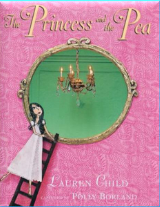 The Princess and the Pea
LAUREN CHILD
POLLY BORLAND